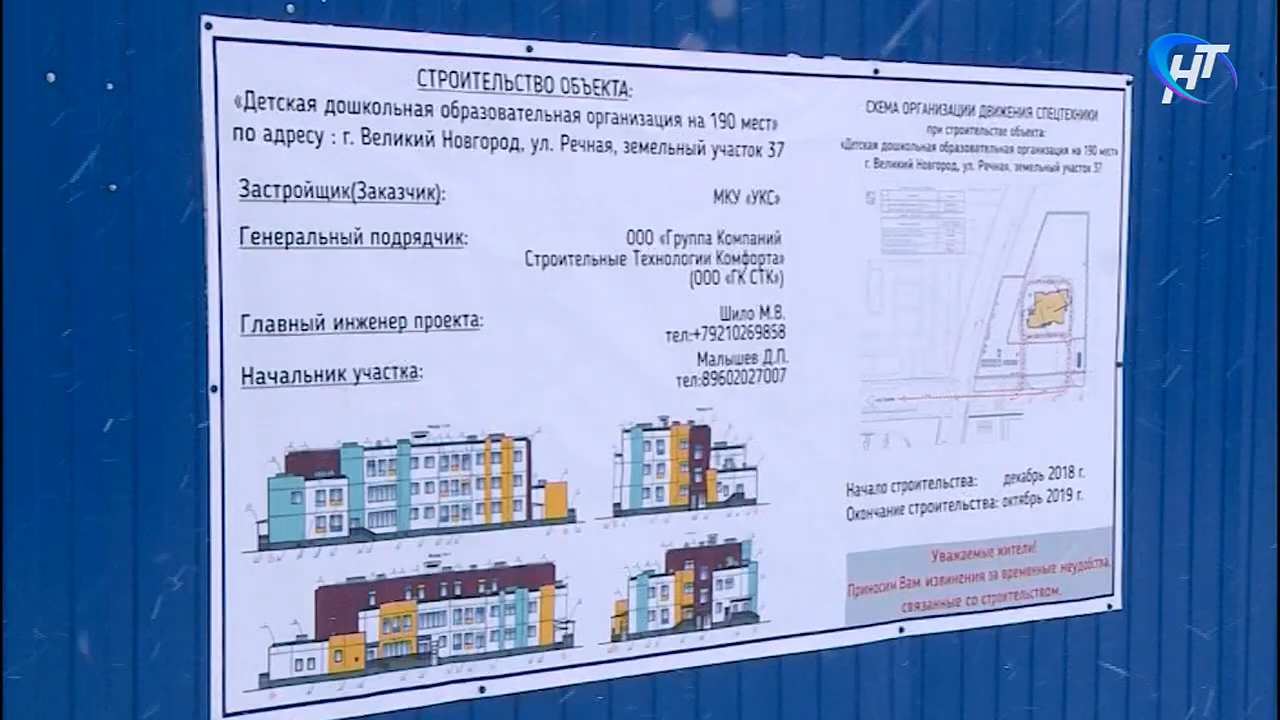 СТРОИТЕЛЬСТВО ОБЪЕКТА:
«Детская дошкольная образовательная организация на 190 мест»
по адресу : г. Великий Новгород, ул. Речная, земельный участок 37
Застройщик(Заказчик):
МКУ «УКС»
Генеральный подрядчик:
ООО «Группа Компаний
Строительные Технологии Комфорта»
(ООО «ГК СТК»)
Главный инженер проекта:
Шило М.В.
тел:+79210269858
Начальник участка:
Малышев Д.П.
тел:89602027007
НТ
СХЕМА ОРГАНИЗАЦИИ ДВИЖЕНИЯ СПЕЦТЕХНИКИ
при строительстве объекта:
«Детская дошкольная образовательная организация на 190 мест»
г. Великий Новгород, ул. Речная, земельный участок 37
Начало строительства: декабрь 2018 г.
Окончание строительства: октябрь 2019 г.
Уважаемые жители!
Приносим Вам извинения за временные неудобства,
связанные со строительством.